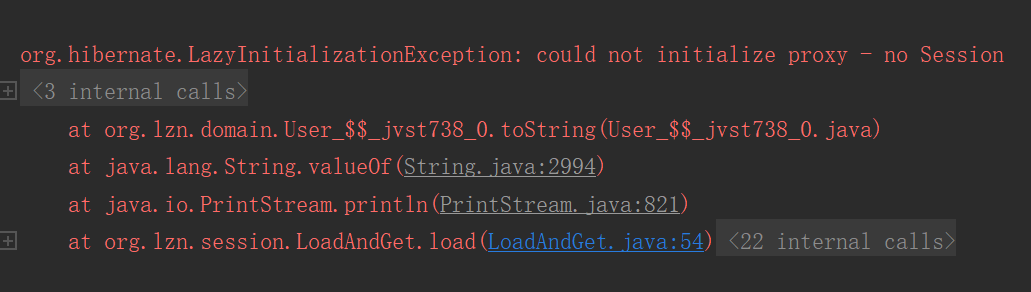 org.hibernate.LazyInitializationException: could not initialize proxy - no Session
<3 internal calls>
at org.lzn.domain.User_$$_jvst738_0.toString(User_$$_jvst738_0.java)
at java.lang.String.valueOf(String.java:2994)
at java.io.PrintStream.println(PrintStream.java:821)
at org.lzn.session.LoadAndGet.load(LoadAndGet.java:54) <22 internal calls>